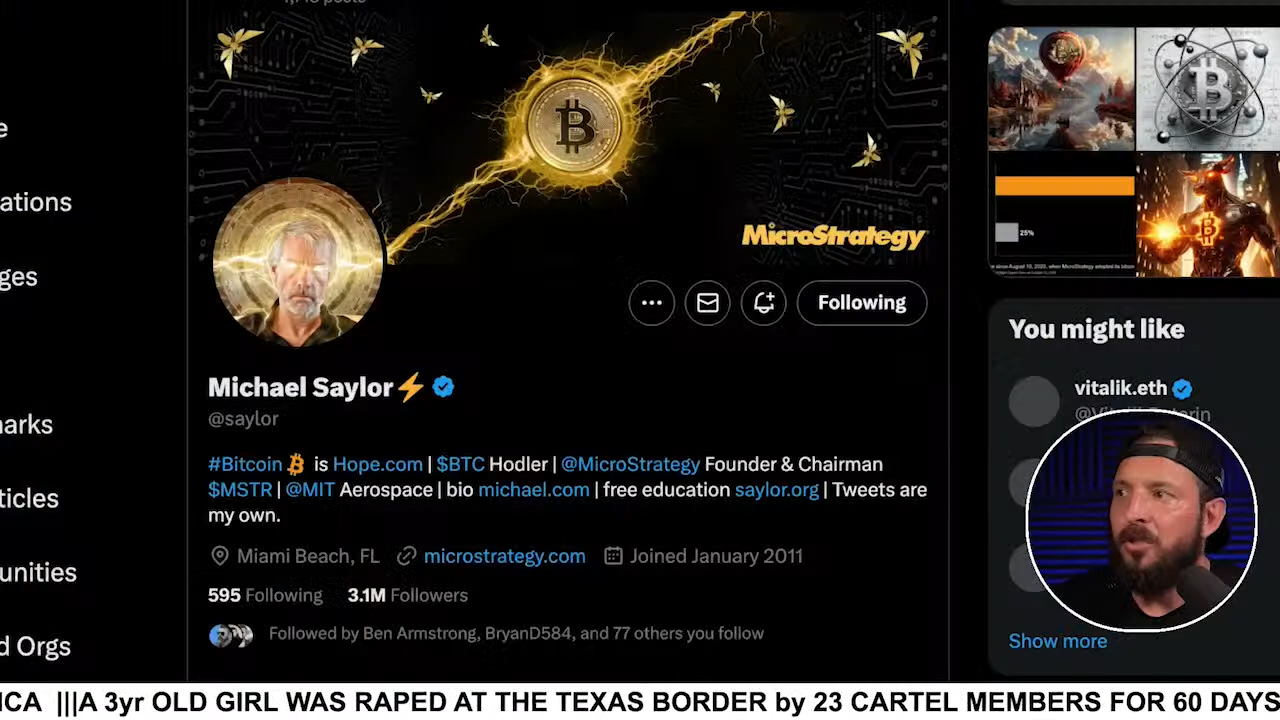 MicroStrategy
25%
Following
You might like
Michael Saylor⚡
vitalik.eth
@saylor
#Bitcoin is Hope.com | $BTC Hodler | @MicroStrategy Founder & Chairman
$MSTR | @MIT Aerospace | bio michael.com | free education saylor.org | Tweets are
my own.
Miami Beach, FL microstrategy.com Joined January 2011
595 Following 3.1M Followers
Followed by Ben Armstrong, BryanD584, and 77 others you follow
Show more
e
ations
ges
arks
ticles
unities
d Orgs
ICA |||A 3yr OLD GIRL WAS RAPED AT THE TEXAS BORDER by 23 CARTEL MEMBERS FOR 60 DAYS